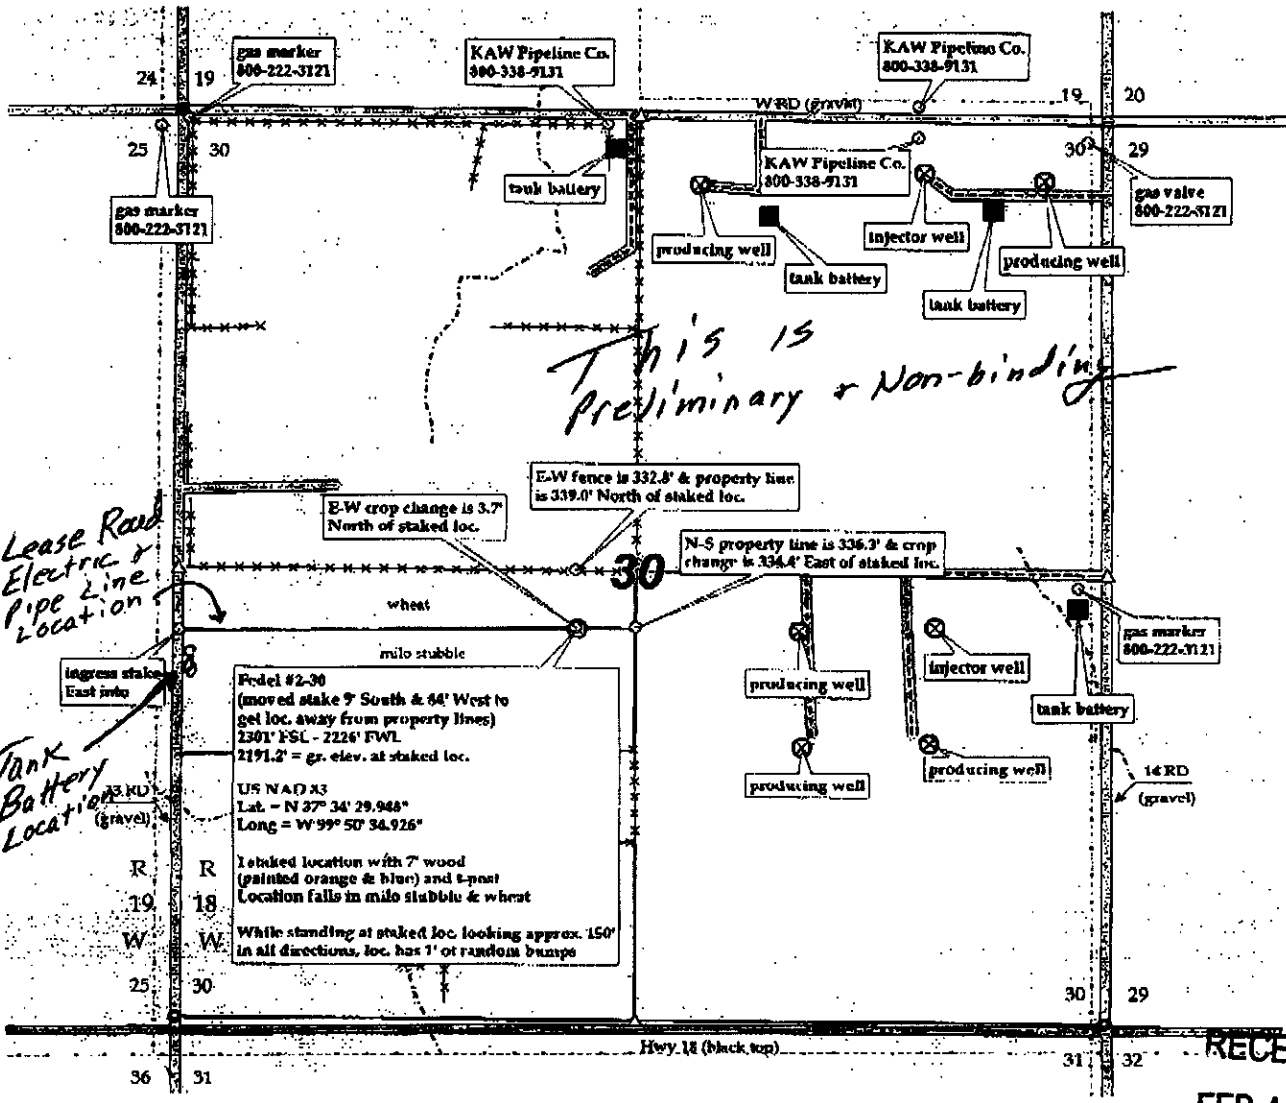 gas marker
800-222-3121
KAW Pipeline Co.
800-338-9131
KAW Pipeline Co.
800-338-9131
24
19
19
20
W RD (gravel)
25
30
30
29
KAW Pipeline Co.
800-338-9131
tank battery
gas marker
800-222-3121
gas valve
800-222-3121
producing well
injector well
producing well
tank battery
tank battery
This is
Preliminary & Non-binding
E-W fence is 332.8' & property line
is 339.0' North of staked loc.
E-W crop change is 3.7'
North of staked loc.
N-S property line is 336.3' & crop
change is 334.4' East of staked loc.
30
Lease Road
Electric &
Pipe Line
Location
wheat
milo stubble
ingress stake
East into
gas marker
800-222-3121
producing well
injector well
tank battery
Tank
Battery
Location
producing well
producing well
RD
(gravel)
14 RD
(gravel)
#2-30
(moved stake 9' South & 64' West to
get loc. away from property lines)
2301' FSL - 2226' FWL
2191.2' = gr. elev. at staked loc.
US NAD 83
Lat. = N 37° 34' 29.948"
Long = W 99° 50' 34.926"
I staked location with 7' wood
(painted orange & blue) and t-post
Location falls in milo stubble & wheat
While standing at staked loc. looking approx. 150'
in all directions, loc. has 1' of random bumps
R
R
19
18
W
W
25
30
30
29
Hwy 18 (black top)
36
31
31
32
RECE